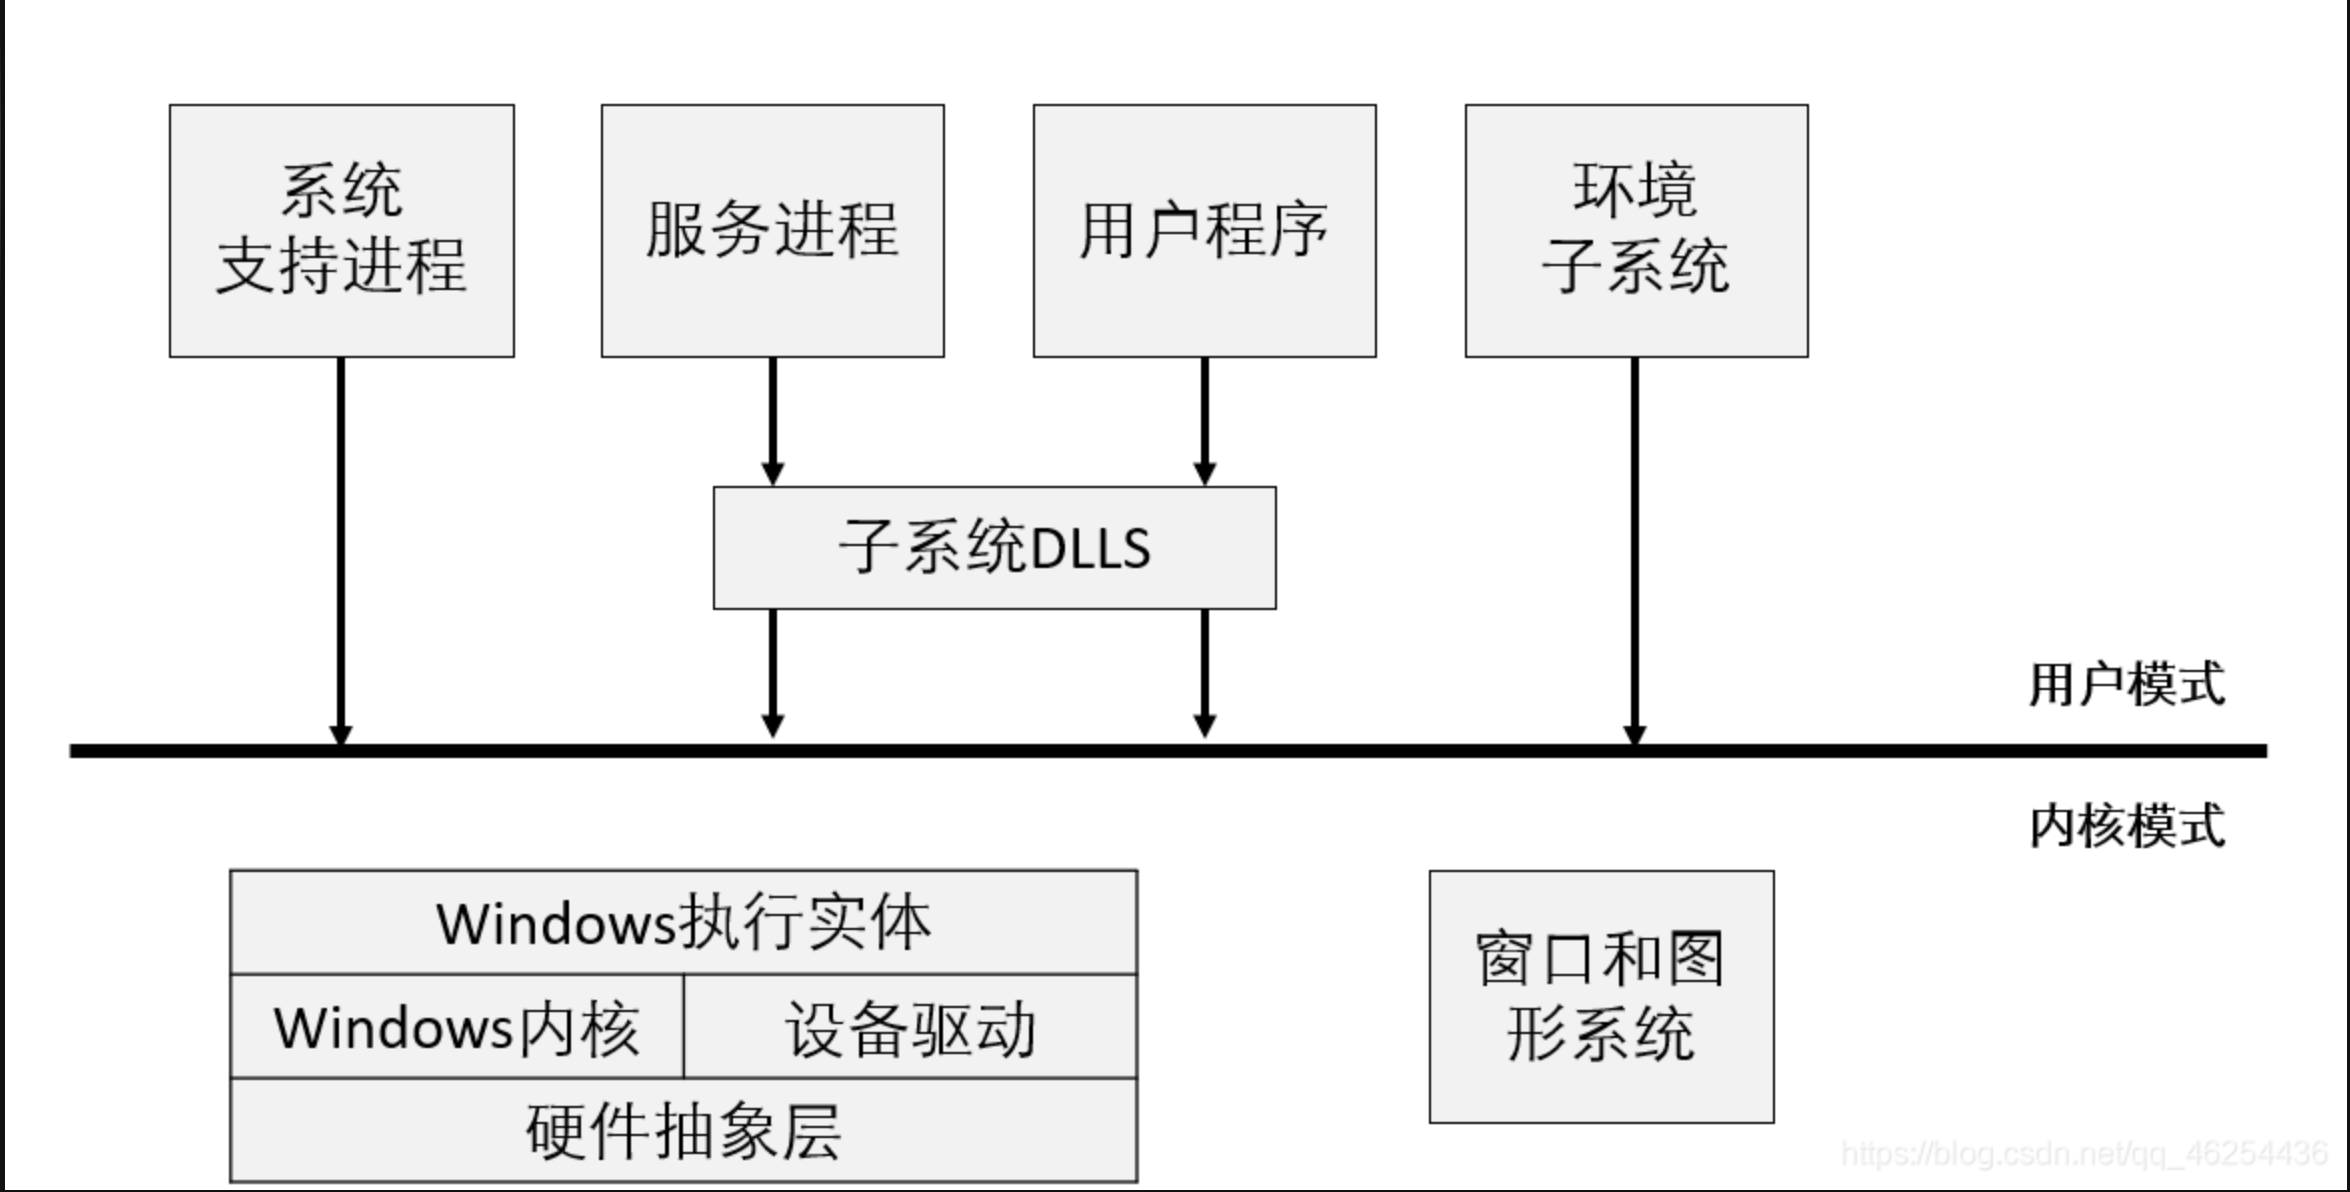 系统
支持进程
服务进程
用户程序
环境
子系统
子系统DLLS
用户模式
内核模式
Windows执行实体
Windows内核
设备驱动
硬件抽象层
窗口和图
形系统
https://blog.csdn.net/qq_46254436